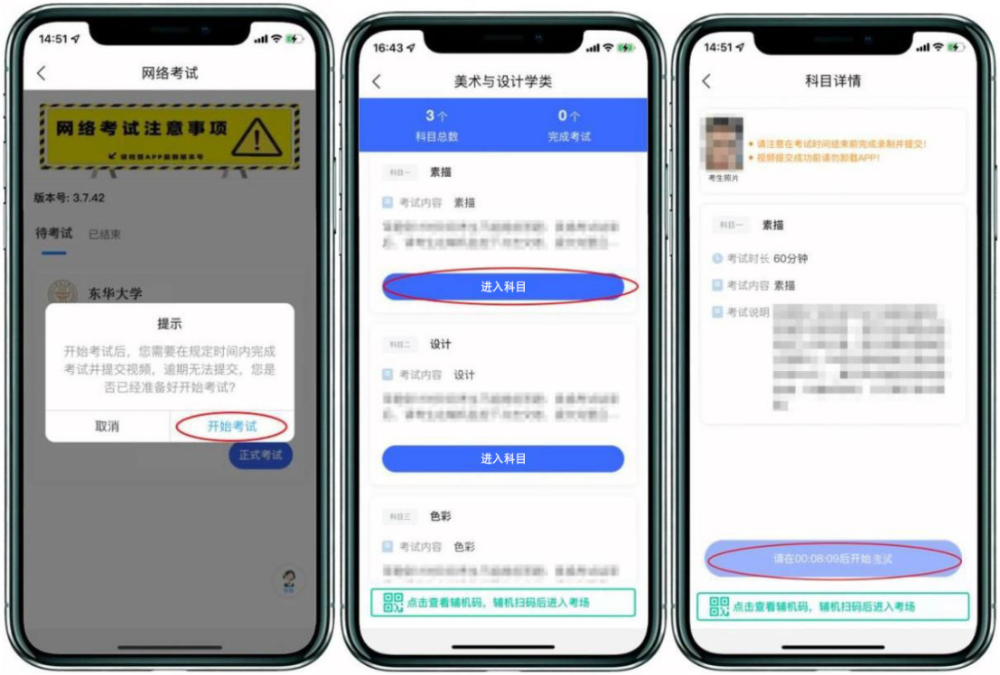 14:51
网络考试
网络考试注意事项
请检查APP最新版本号
版本号: 3.7.42
待考试 已结束
东华大学
提示
开始考试后，您需要在规定时间内完成
考试并提交视频，逾期无法提交，您是
否已经准备好开始考试?
取消 开始考试
正式考试
16:43
美术与设计学类
3个 0个
科目总数 完成考试
科目一 素描
考试内容 素描
进入科目
科目二 设计
考试内容 设计
进入科目
科目三 色彩
考试内容 色彩
点击查看辅机码，辅机扫码后进入考场
14:51
科目详情
请注意在考试时间结束前完成录制并提交!
视频提交成功前请勿卸载APP!
考生照片
科目一 素描
考试时长 60分钟
考试内容 素描
考试说明
请在00:08:09后开始考试
点击查看辅机码，辅机扫码后进入考场